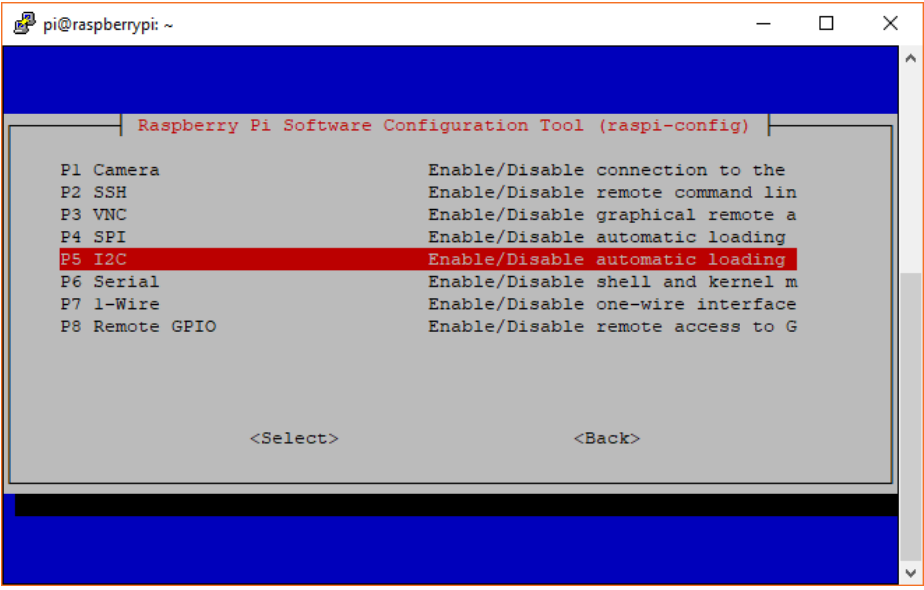 pi@raspberrypi: ~
Raspberry Pi Software Configuration Tool (raspi-config)
P1 Camera Enable/Disable connection to the
P2 SSH Enable/Disable remote command lin
P3 VNC Enable/Disable graphical remote a
P4 SPI Enable/Disable automatic loading
P5 I2C Enable/Disable automatic loading
P6 Serial Enable/Disable shell and kernel m
P7 1-Wire Enable/Disable one-wire interface
P8 Remote GPIO Enable/Disable remote access to G
<Select> <Back>